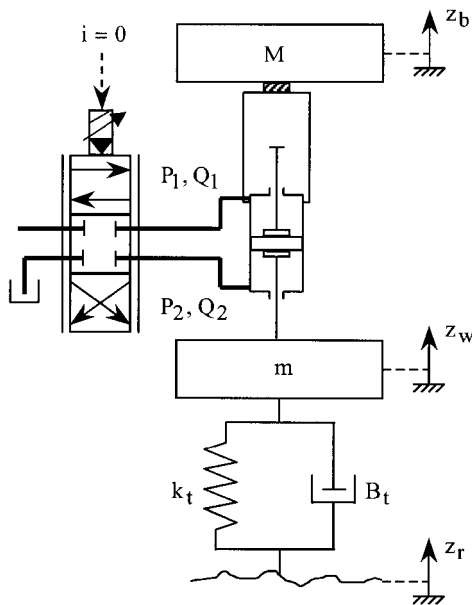 z_b
i = 0
M
P_1, Q_1
P_2, Q_2
z_w
m
k_t
B_t
z_r